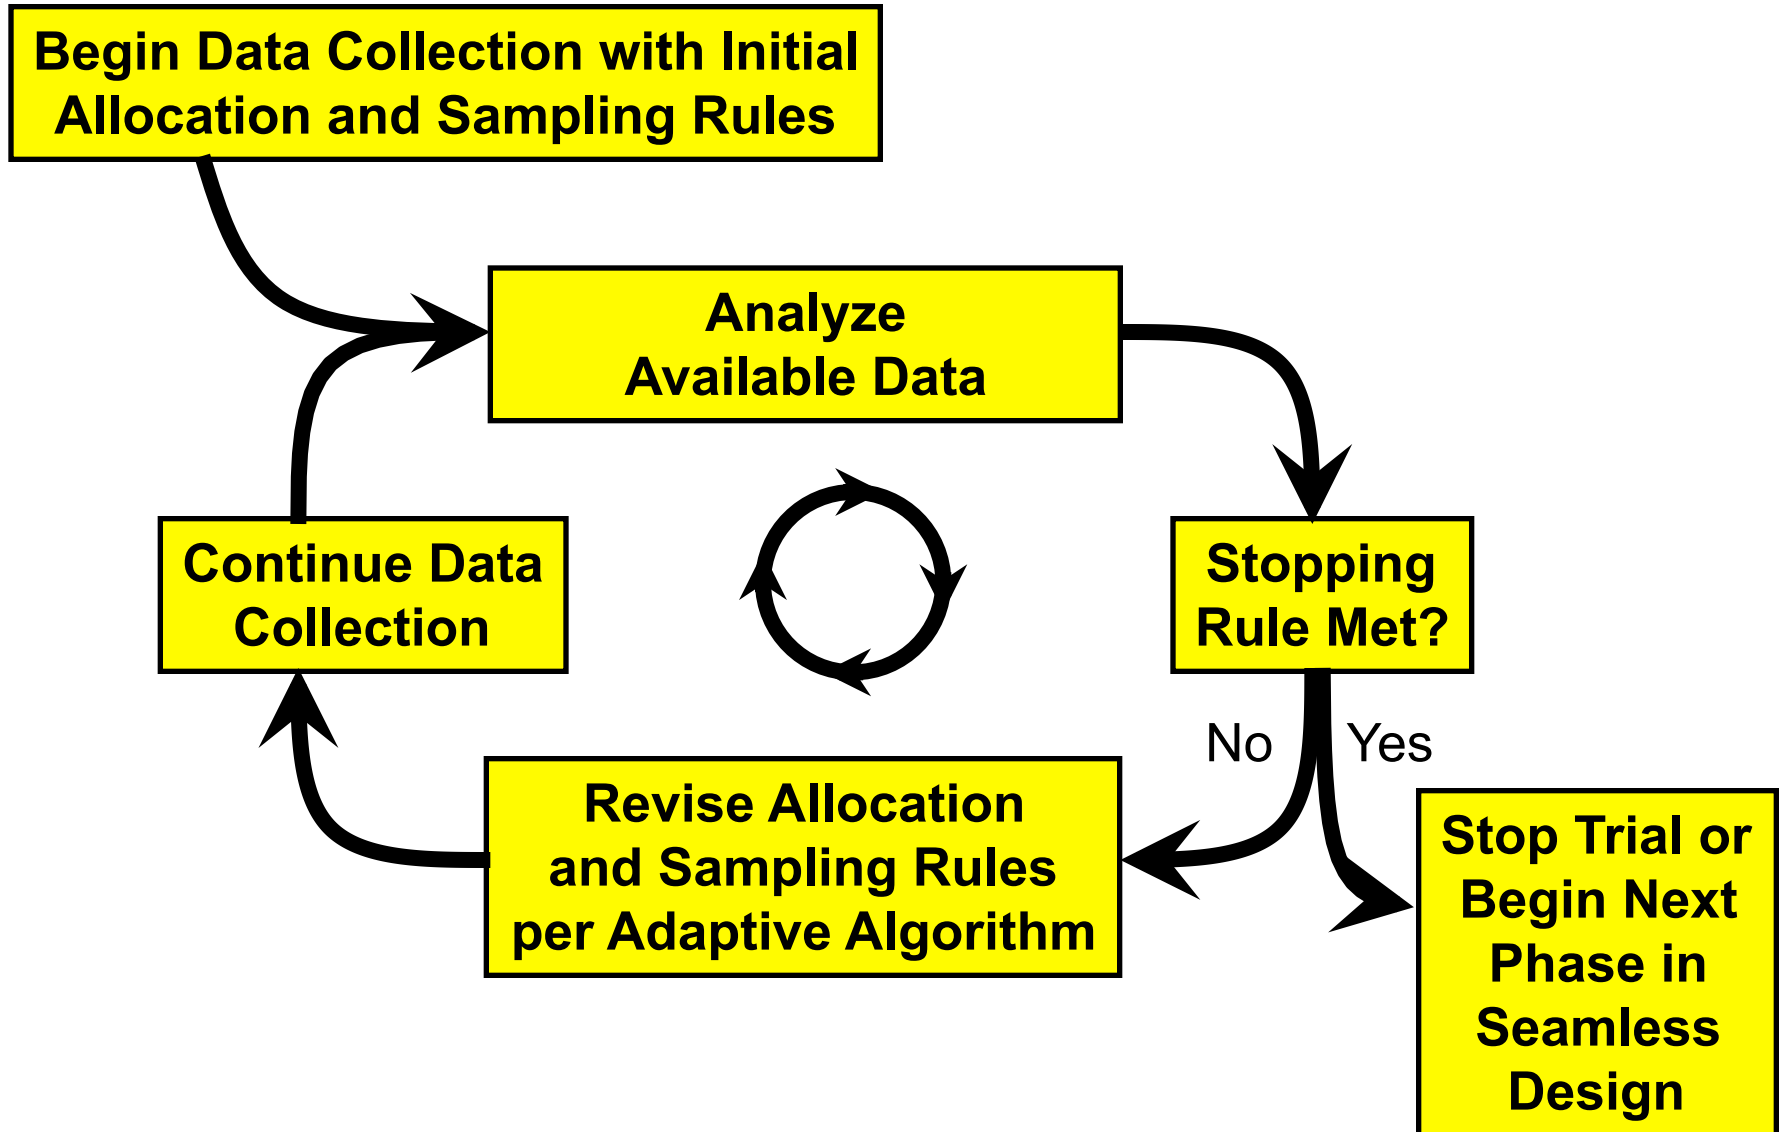 Begin Data Collection with Initial
Allocation and Sampling Rules
Analyze
Available Data
Continue Data
Collection
Stopping
Rule Met?
No
Yes
Revise Allocation
and Sampling Rules
per Adaptive Algorithm
Stop Trial or
Begin Next
Phase in
Seamless
Design